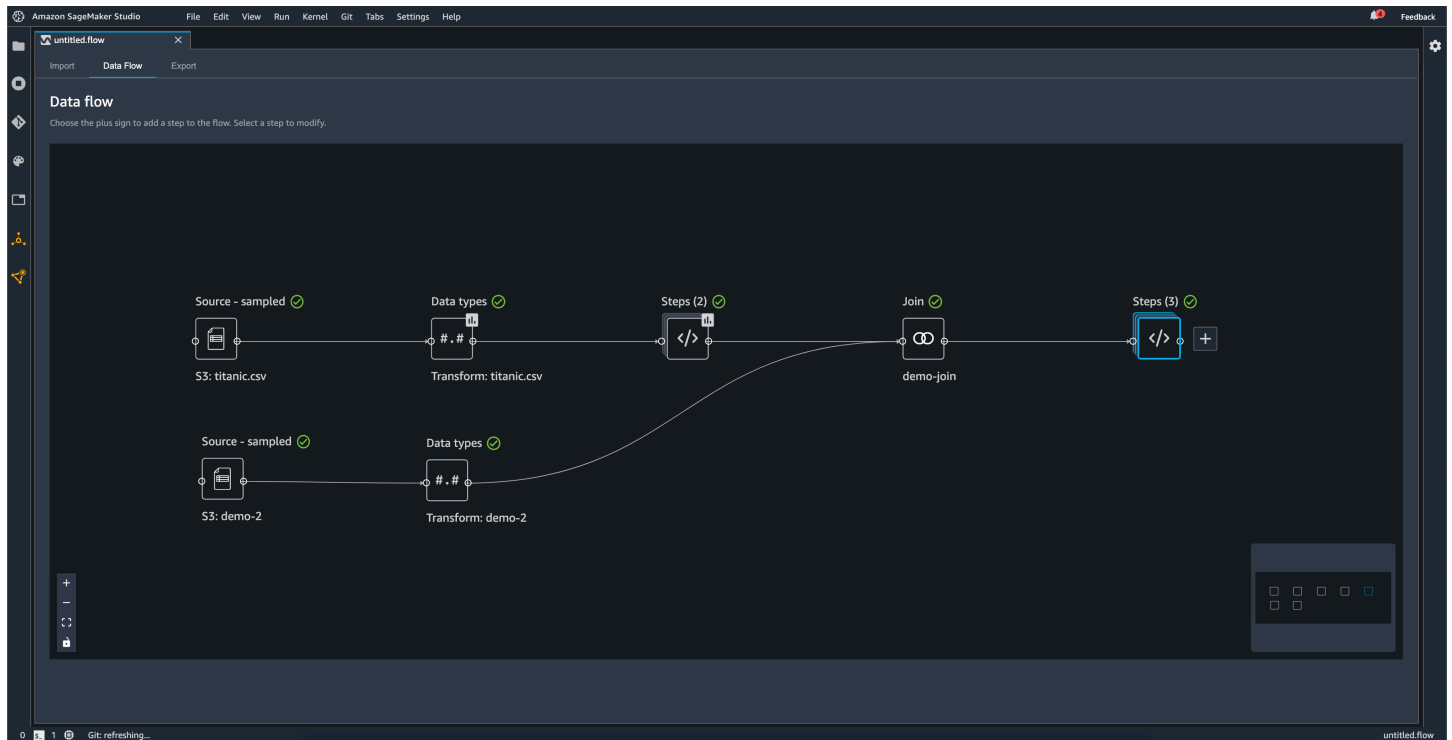 Amazon SageMaker Studio File Edit View Run Kernel Git Tabs Settings Help 4 Feedback
untitled.flow
Import Data Flow Export
Data flow
Choose the plus sign to add a step to the flow. Select a step to modify.
Source - sampled Data types Steps (2) Join Steps (3)
#.# </> </> +
S3: titanic.csv Transform: titanic.csv demo-join
Source - sampled Data types
#.#
S3: demo-2 Transform: demo-2
0 $_ 1 Git: refreshing... untitled.flow